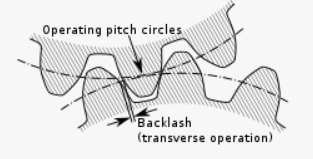 Operating pitch circles
Backlash
(transverse operation)